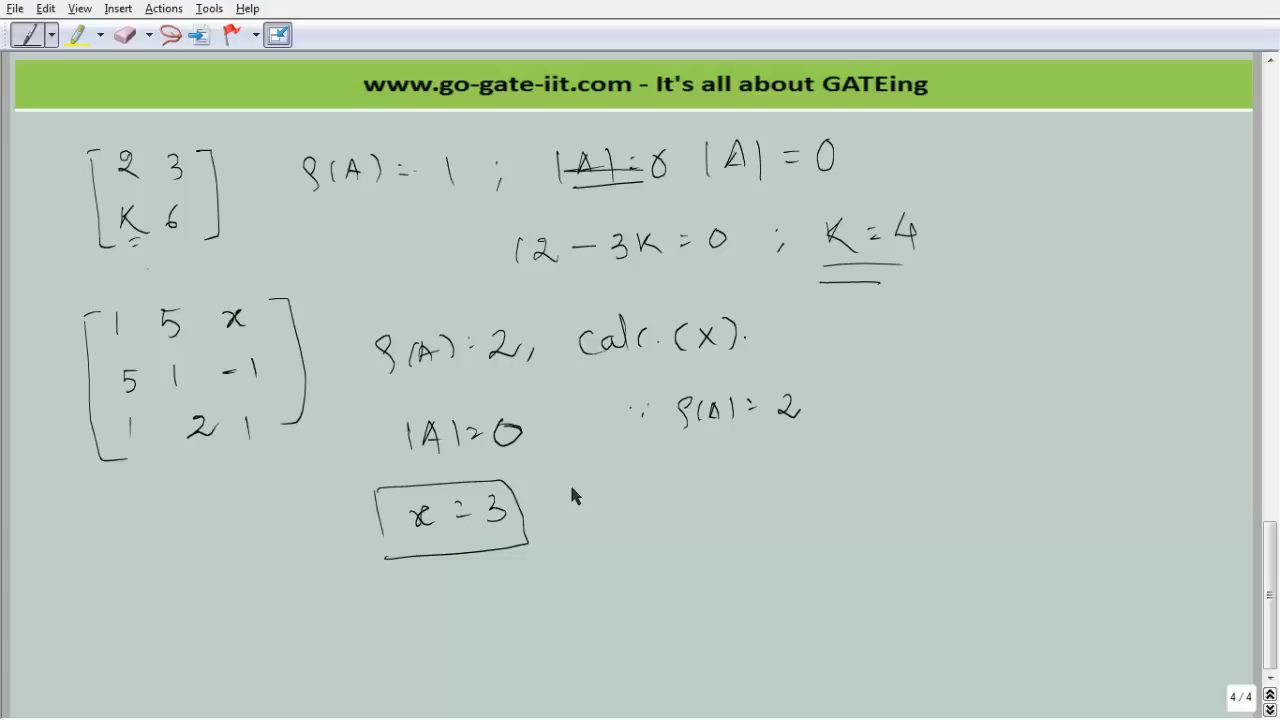 File Edit View Insert Actions Tools Help
www.go-gate-iit.com - It's all about GATEing
[2 3 ρ(A) = 1 ; |A| = 0 |A| = 0
K 6]
12 - 3K = 0 ; K = 4
[1 5 x
5 1 -1
1 2 1]
ρ(A) = 2, Calc. (x).
|A| = 0 ∵ ρ(A) = 2
x = 3
4 / 4